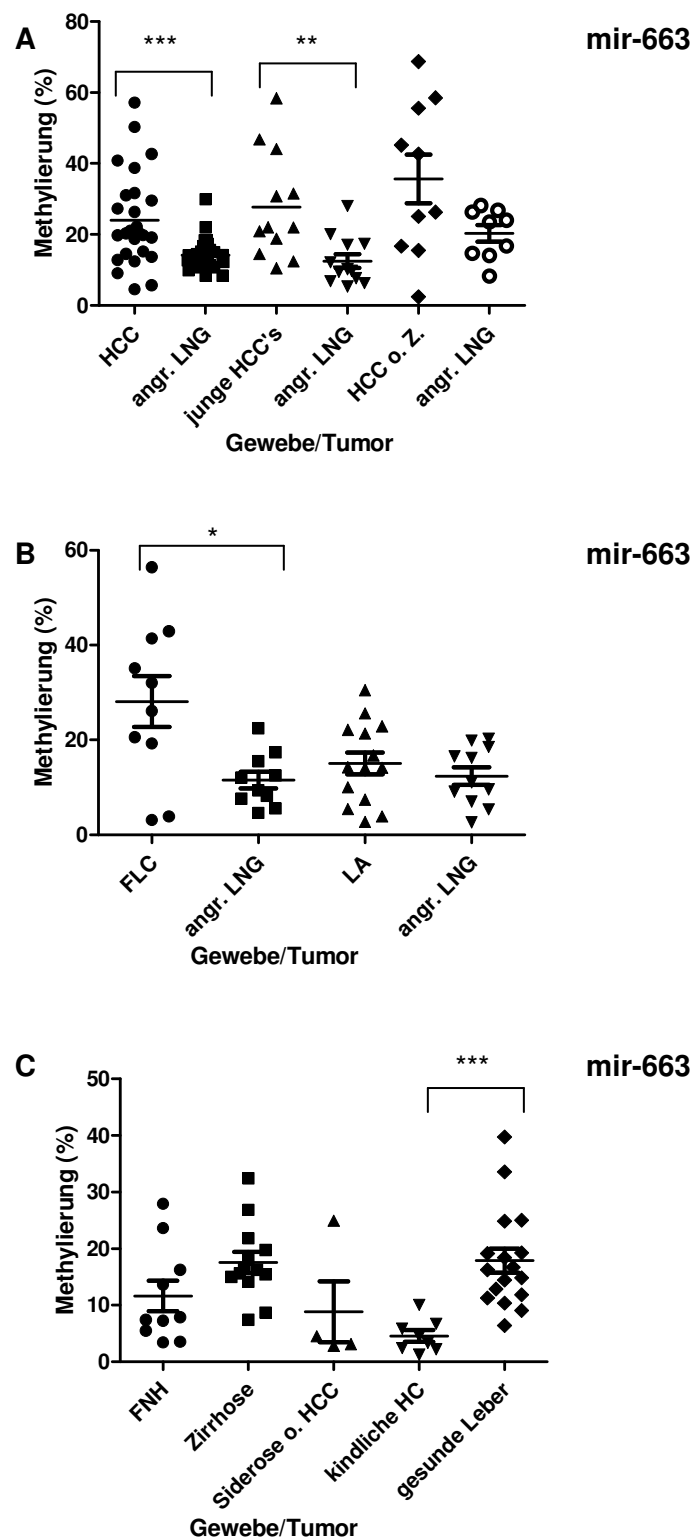 A
mir-663
80
60
40
20
0
Methylierung (%)
***
**
HCC
angr. LNG
junge HCC's
angr. LNG
HCC o. Z.
angr. LNG
Gewebe/Tumor
B
mir-663
60
40
20
0
Methylierung (%)
*
FLC
angr. LNG
LA
angr. LNG
Gewebe/Tumor
C
mir-663
50
40
30
20
10
0
Methylierung (%)
***
FNH
Zirrhose
Siderose o. HCC
kindliche HC
gesunde Leber
Gewebe/Tumor